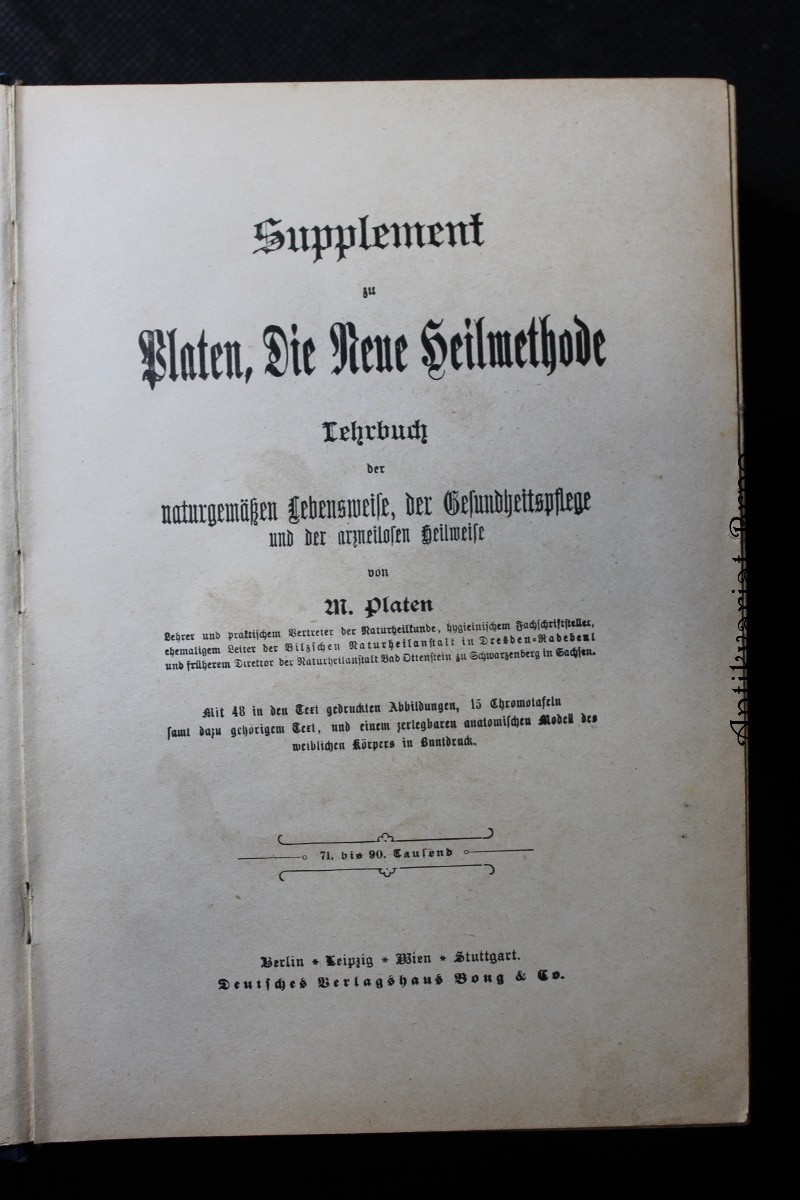 Supplement
zu
Platen, Die Neue Heilmethode
Lehrbuch
der
naturgemäßen Lebensweise, der Gesundheitspflege
und der arzneilosen Heilweise
von
M. Platen
Lehrer und praktischem Vertreter der Naturheilkunde, hygieinischem Fachschriftsteller,
ehemaligem Leiter der Bilzschen Naturheilanstalt in Dresden-Radebeul
und früherem Direktor der Naturheilanstalt Bad Ottenstein zu Schwarzenberg in Sachsen.
Mit 48 in den Text gedruckten Abbildungen, 15 Chromotafeln
samt dazu gehörigem Text, und einem zerlegbaren anatomischen Modell des
weiblichen Körpers in Buntdruck.
71. bis 90. Tausend
Berlin * Leipzig * Wien * Stuttgart.
Deutsches Verlagshaus Bong & Co.
Antikvariat